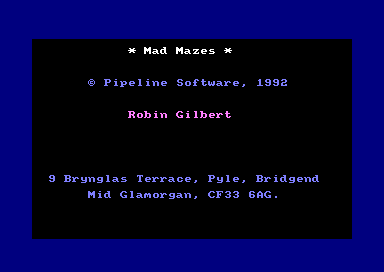 * Mad Mazes *
© Pipeline Software, 1992
Robin Gilbert
9 Brynglas Terrace, Pyle, Bridgend
Mid Glamorgan, CF33 6AG.